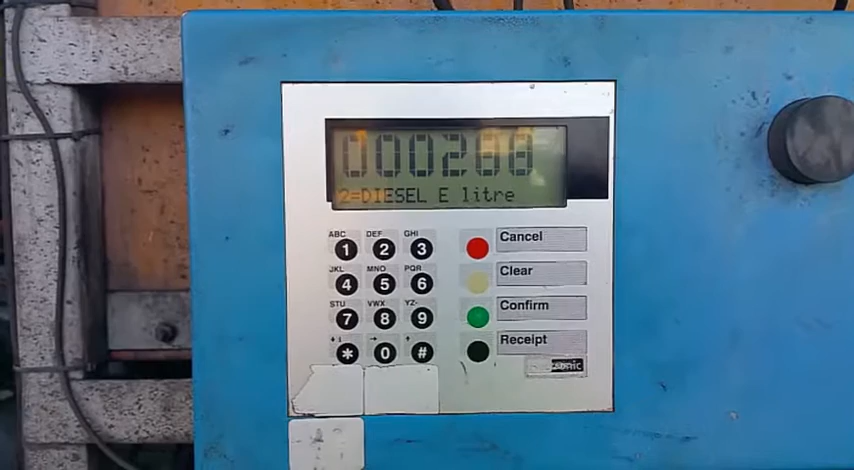 000268
2=DIESEL E litre
ABC DEF GHI
1 2 3 Cancel
JKL MNO PQR
4 5 6 Clear
STU VWX YZ-
7 8 9 Confirm
* 0 # Receipt